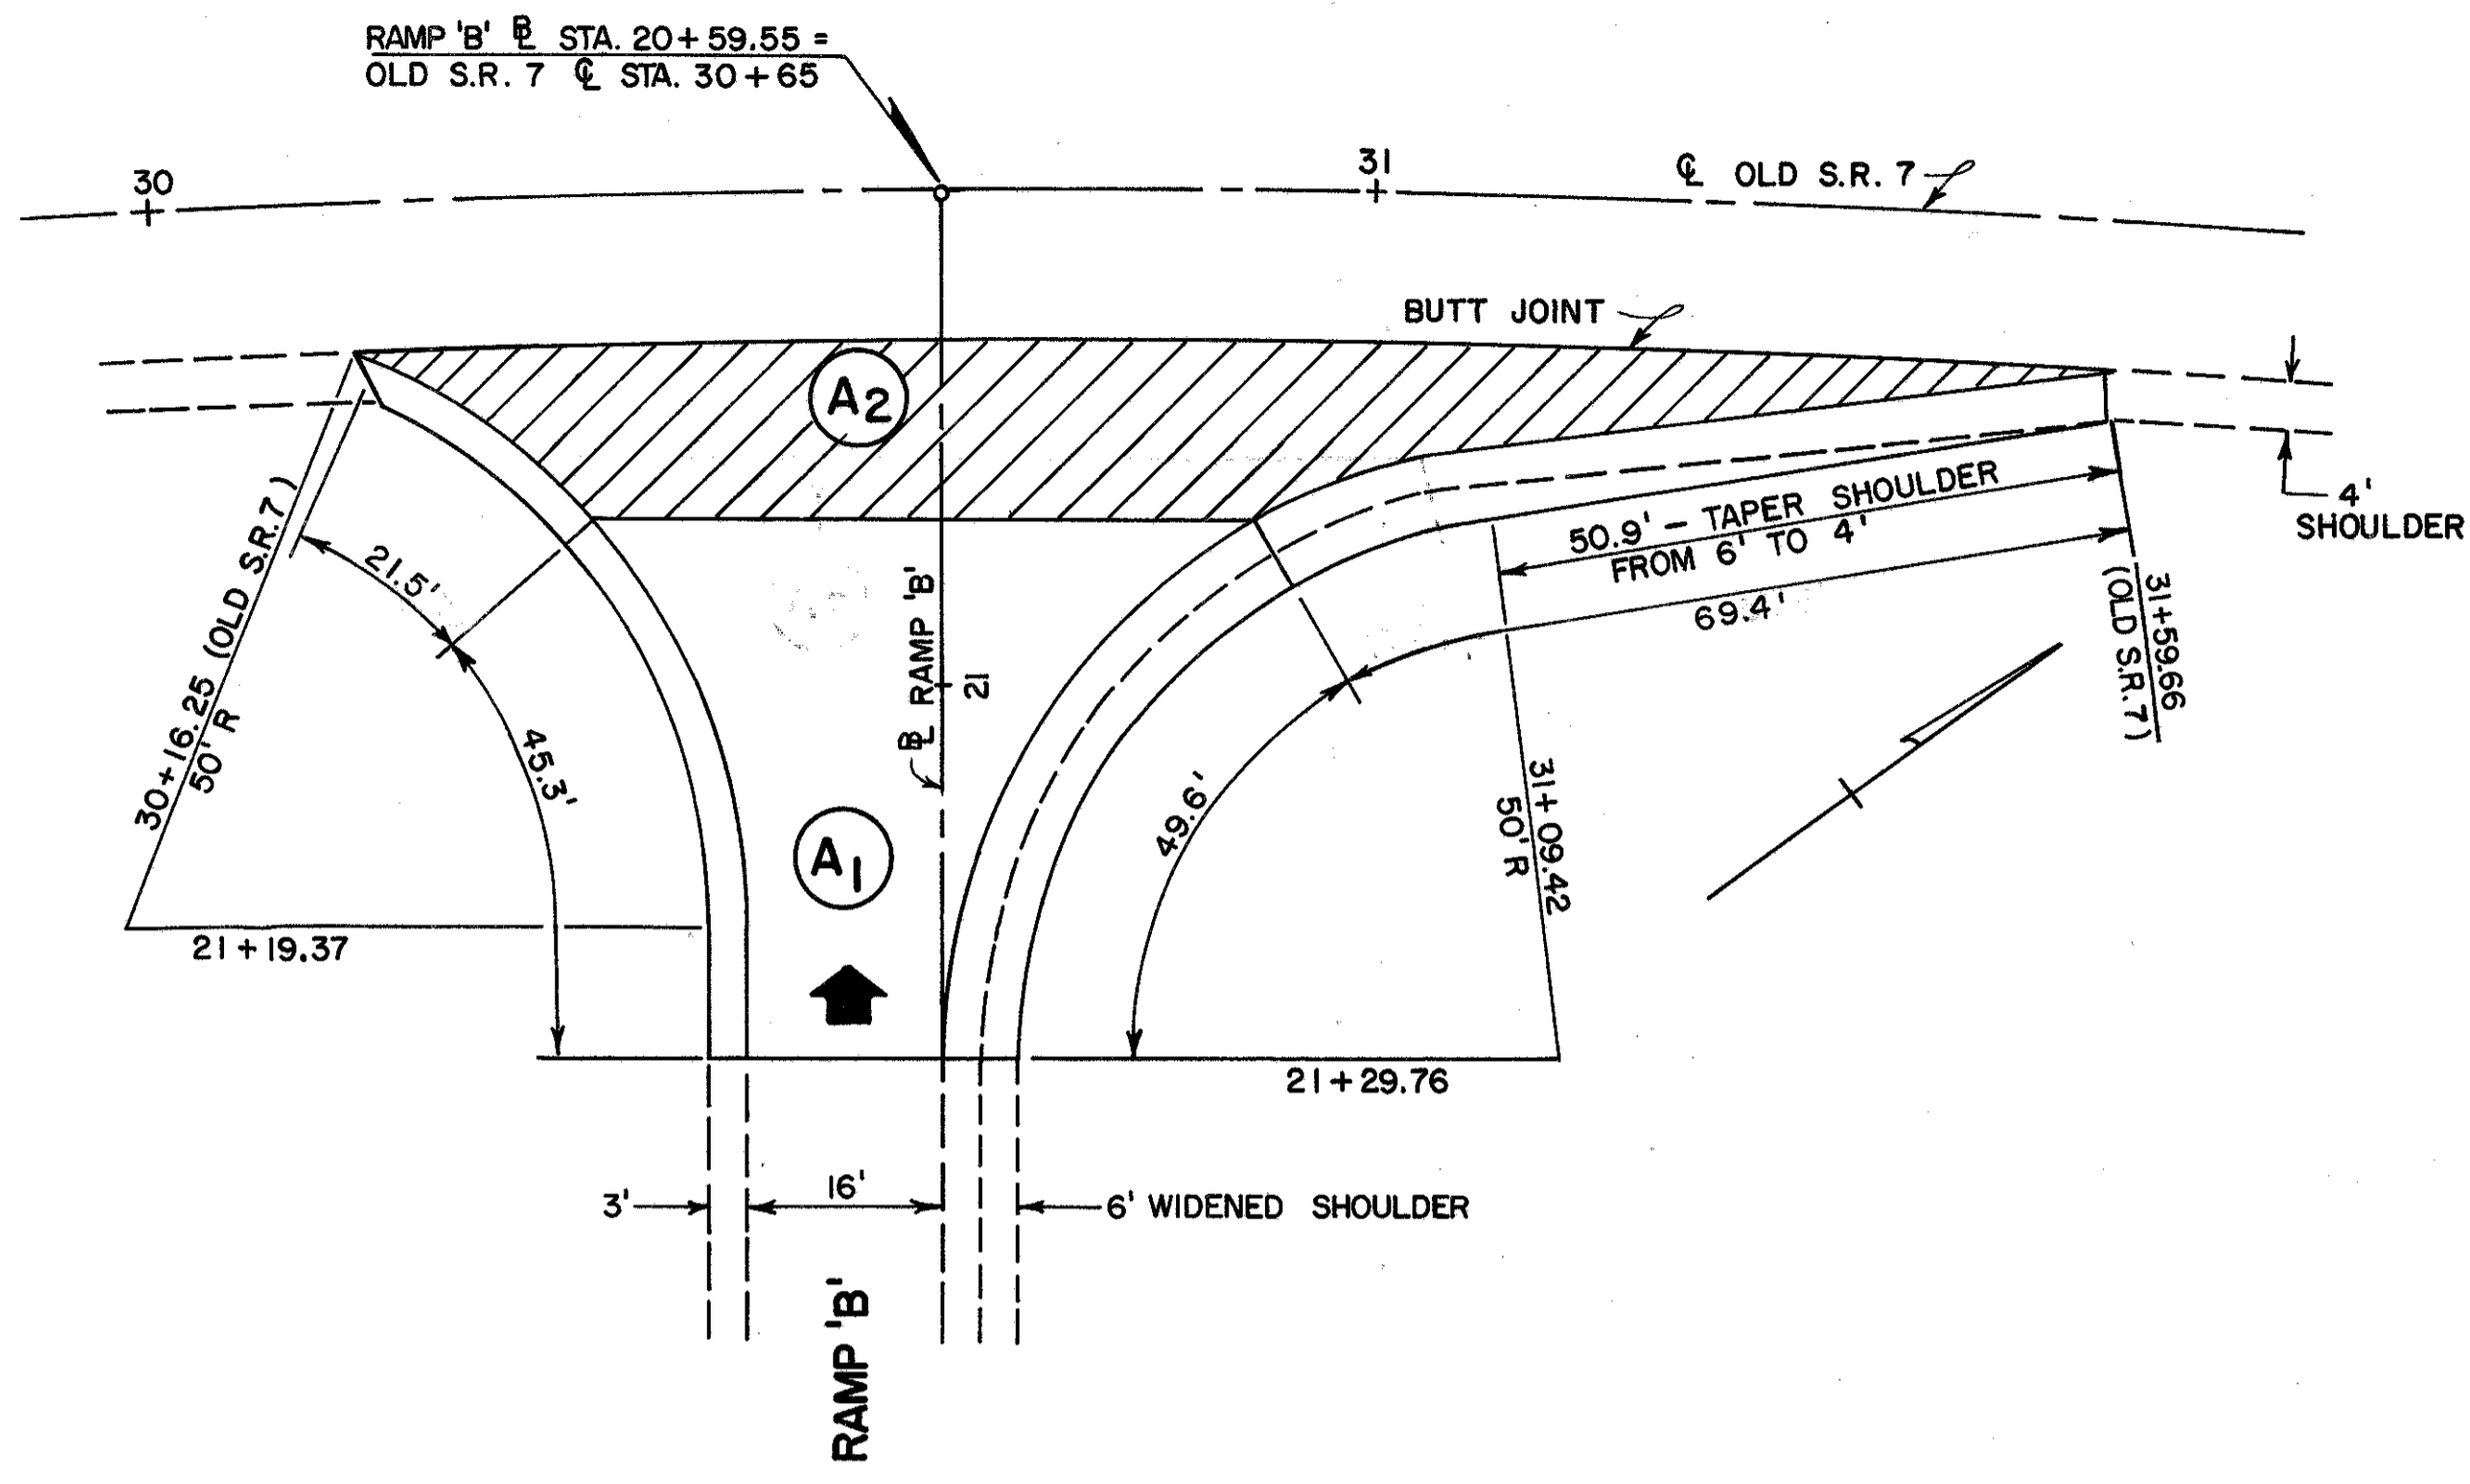 RAMP 'B' ℄ STA. 20+59.55 =
OLD S.R. 7 ℄ STA. 30+65
30
31
℄ OLD S.R. 7
BUTT JOINT
A2
4'
SHOULDER
50.9' – TAPER SHOULDER
FROM 6' TO 4'
69.4'
31+59.66
(OLD S.R. 7)
21.5'
30+16.25 (OLD S.R. 7)
50' R
45.3'
RAMP 'B'
21
A1
49.6'
31+09.42
50' R
21+19.37
21+29.76
3'
16'
6' WIDENED SHOULDER
RAMP 'B'